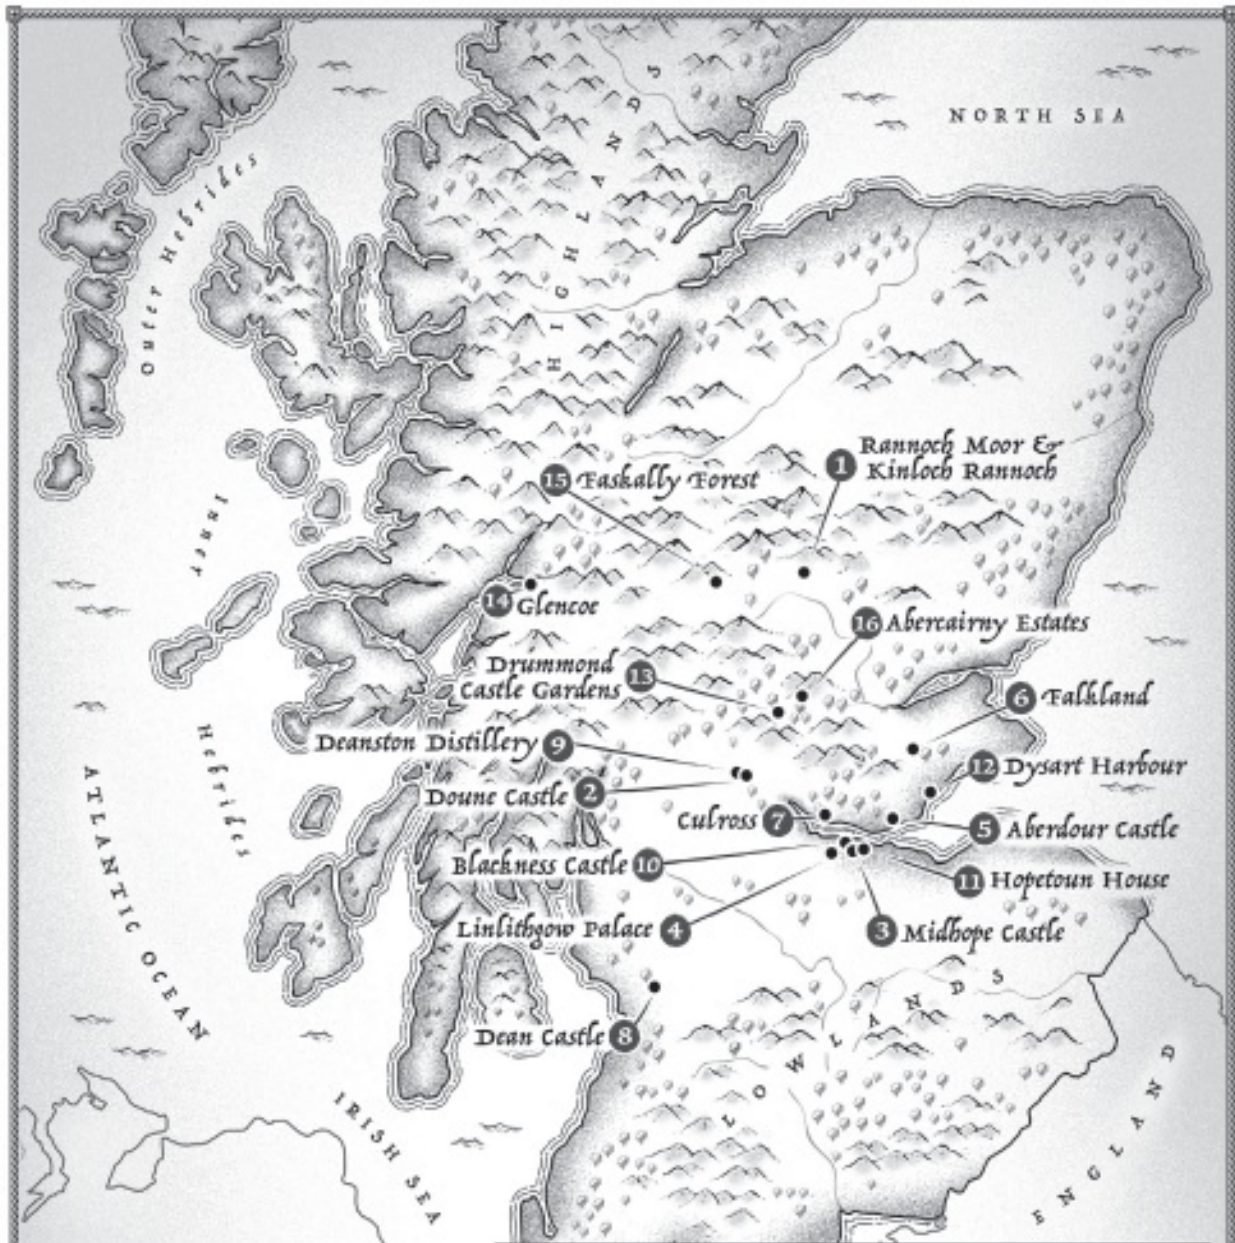 NORTH SEA
HIGHLANDS
Outer Hebrides
1 Rannoch Moor &
Kinloch Rannoch
15 Faskally Forest
Inner
Hebrides
14 Glencoe
16 Abercairny Estates
Drummond
Castle Gardens 13
6 Falkland
Deanston Distillery 9
12 Dysart Harbour
Doune Castle 2
Culross 7
5 Aberdour Castle
Blackness Castle 10
11 Hopetoun House
Linlithgow Palace 4
3 Midhope Castle
ATLANTIC OCEAN
LOWLANDS
Dean Castle 8
IRISH SEA
ENGLAND